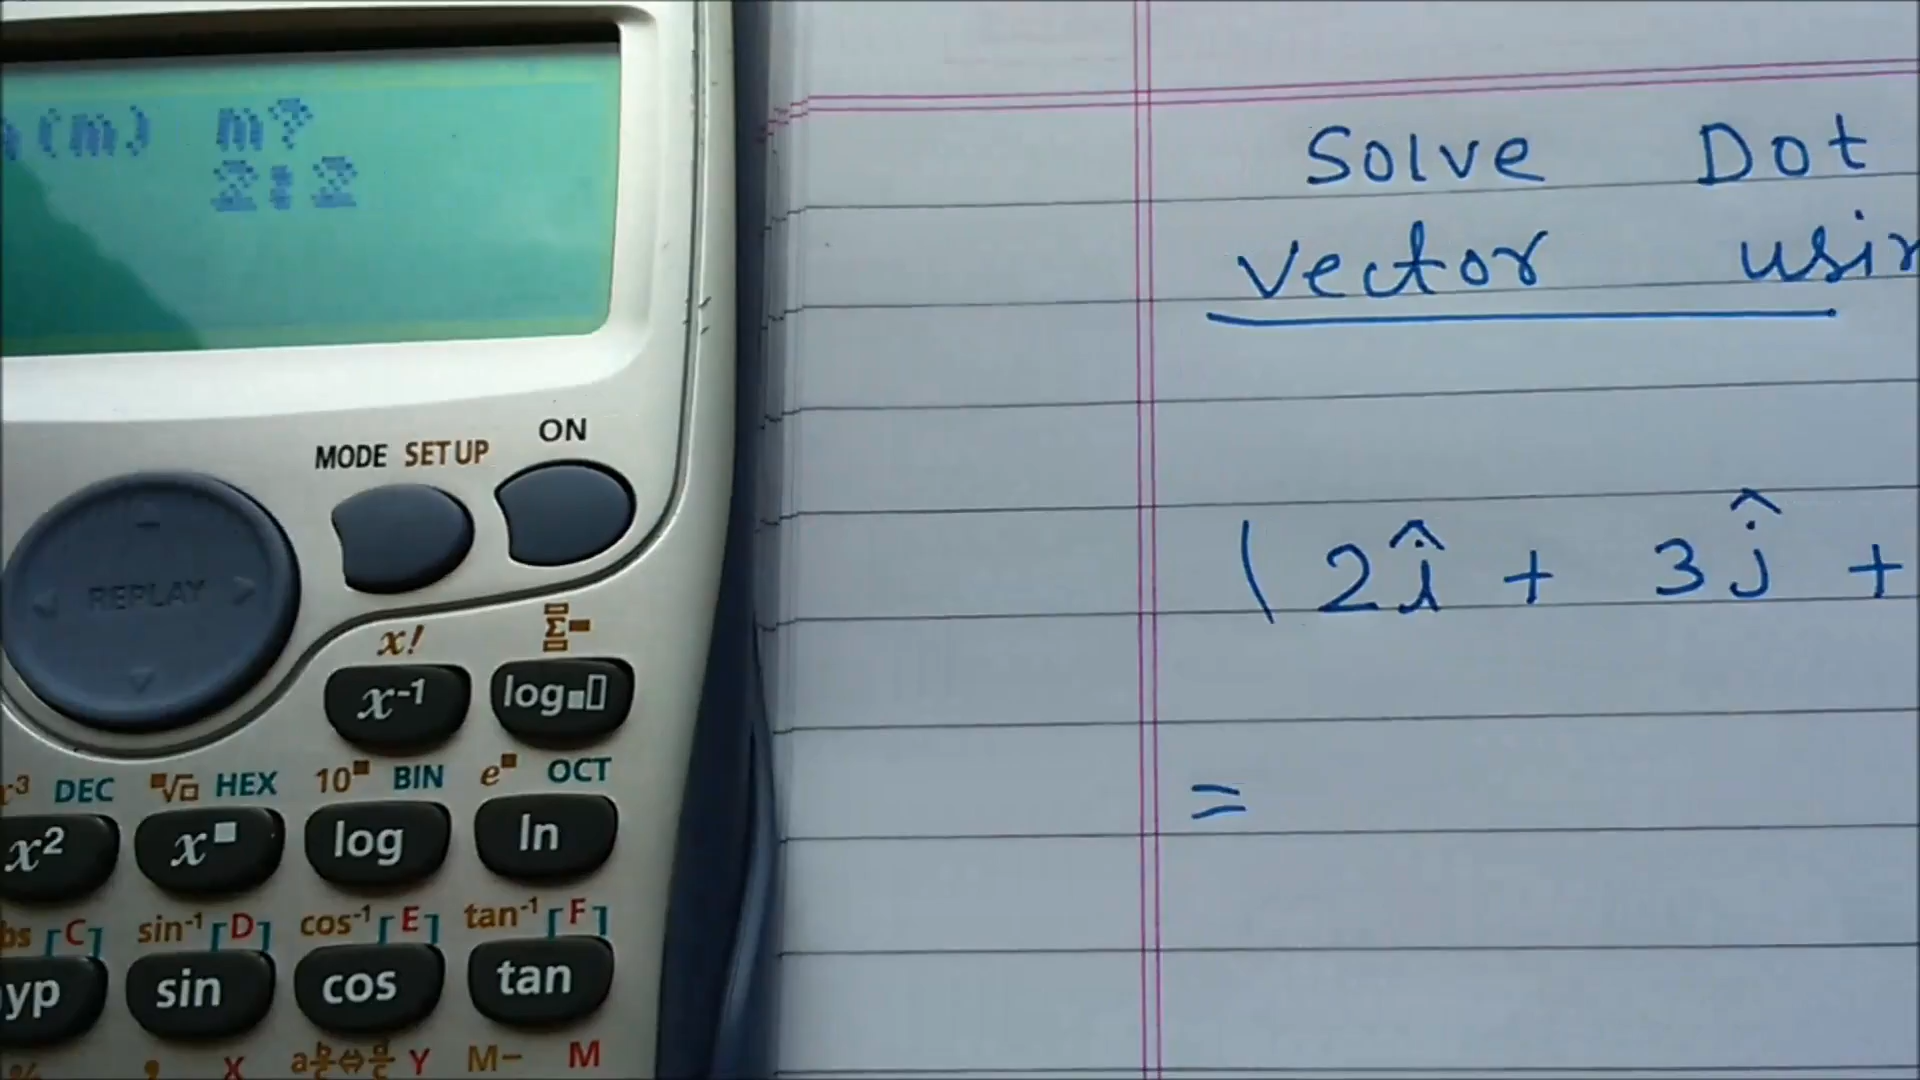 (m) m?
2:2
MODE SETUP ON
REPLAY
x! Σ
x⁻¹ log
DEC HEX 10 BIN e OCT
x² x log ln
[C] sin⁻¹ [D] cos⁻¹ [E] tan⁻¹ [F]
sin cos tan
% , X Y M− M
Solve Dot
vector
(2î + 3ĵ +
=